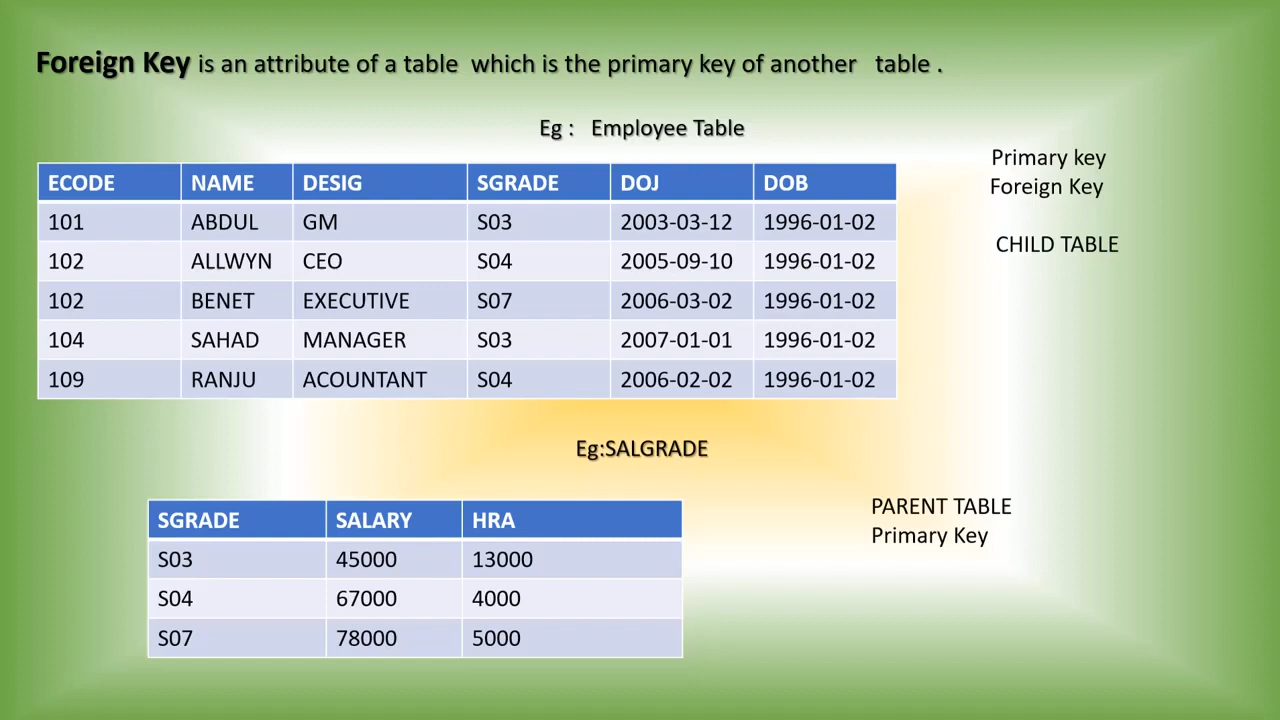 Foreign Key is an attribute of a table which is the primary key of another table .
Eg : Employee Table
Primary key
Foreign Key
CHILD TABLE
ECODE NAME DESIG SGRADE DOJ DOB
101 ABDUL GM S03 2003-03-12 1996-01-02
102 ALLWYN CEO S04 2005-09-10 1996-01-02
102 BENET EXECUTIVE S07 2006-03-02 1996-01-02
104 SAHAD MANAGER S03 2007-01-01 1996-01-02
109 RANJU ACOUNTANT S04 2006-02-02 1996-01-02
Eg:SALGRADE
PARENT TABLE
Primary Key
SGRADE SALARY HRA
S03 45000 13000
S04 67000 4000
S07 78000 5000